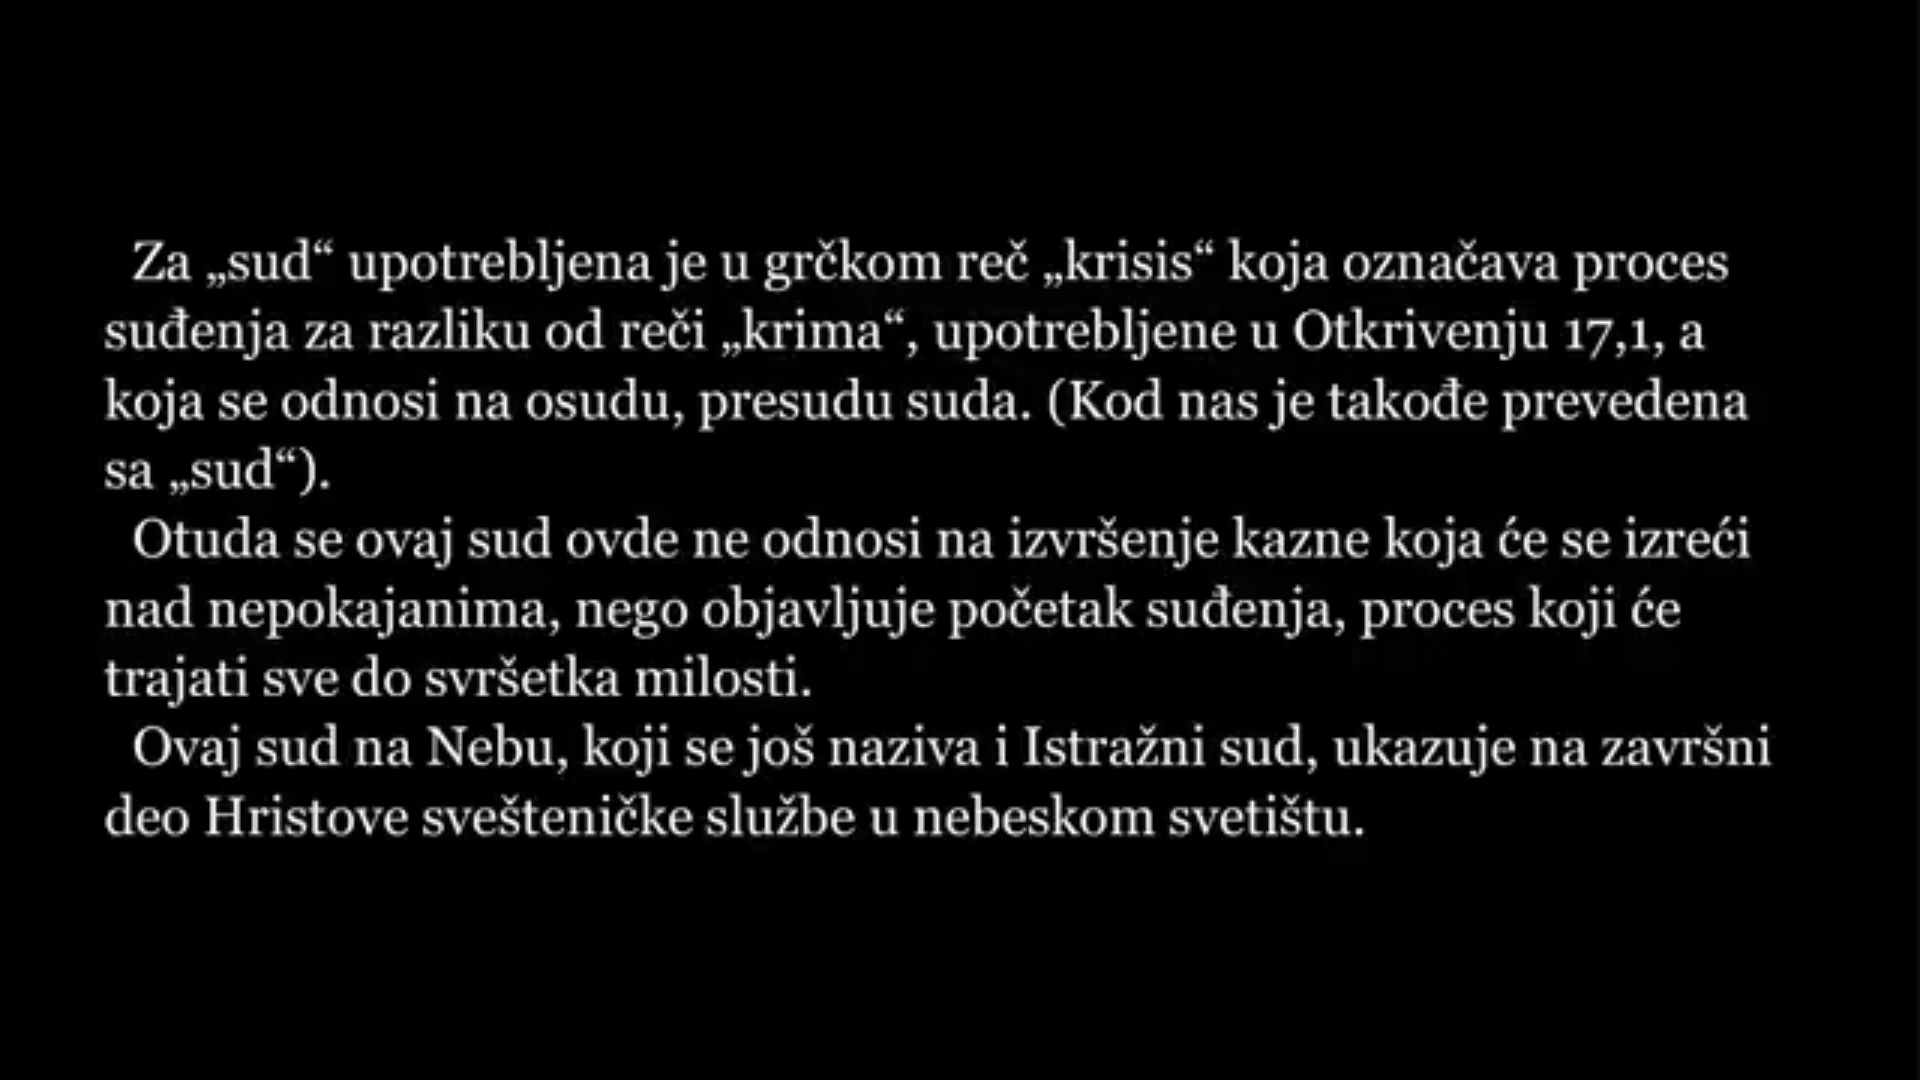 Za „sud“ upotrebljena je u grčkom reč „krisis“ koja označava proces
suđenja za razliku od reči „krima“, upotrebljene u Otkrivenju 17,1, a
koja se odnosi na osudu, presudu suda. (Kod nas je takođe prevedena
sa „sud“).
Otuda se ovaj sud ovde ne odnosi na izvršenje kazne koja će se izreći
nad nepokajanima, nego objavljuje početak suđenja, proces koji će
trajati sve do svršetka milosti.
Ovaj sud na Nebu, koji se još naziva i Istražni sud, ukazuje na završni
deo Hristove svešteničke službe u nebeskom svetištu.